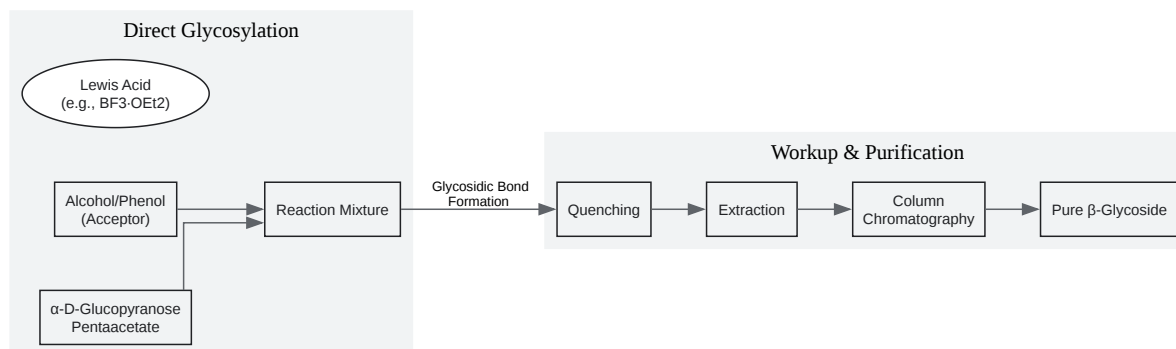 Direct Glycosylation
Lewis Acid
(e.g., BF3·OEt2)
Alcohol/Phenol
(Acceptor)
Reaction Mixture
α-D-Glucopyranose
Pentaacetate
Glycosidic Bond
Formation
Workup & Purification
Quenching
Extraction
Column
Chromatography
Pure β-Glycoside